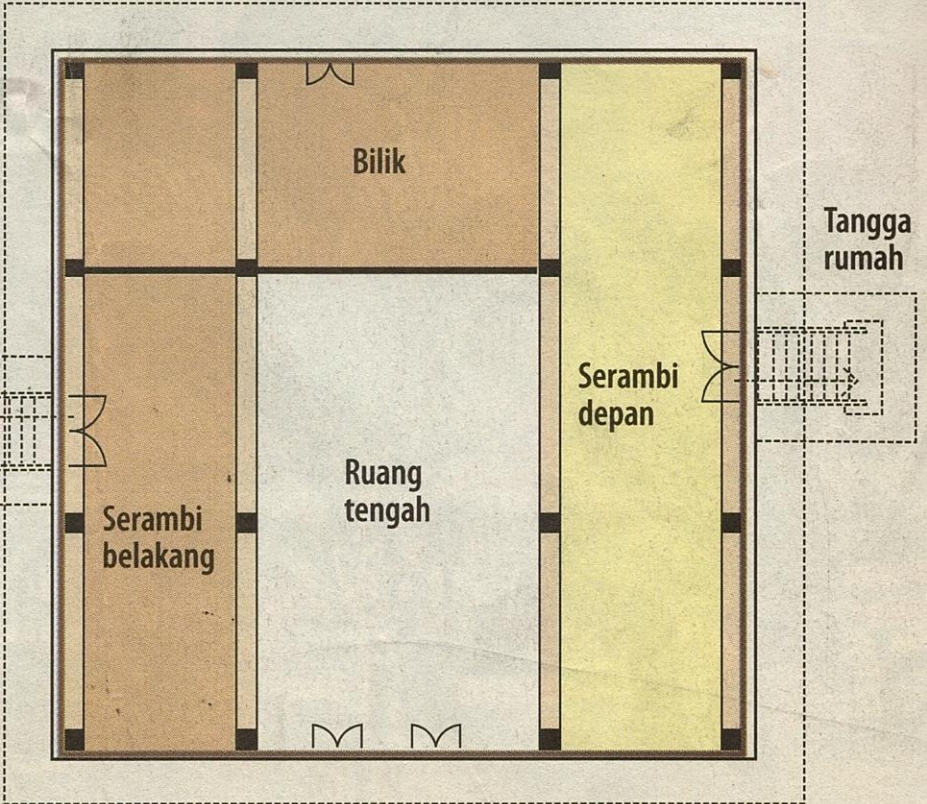 Bilik
Tangga
rumah
Serambi
depan
Ruang
tengah
Serambi
belakang